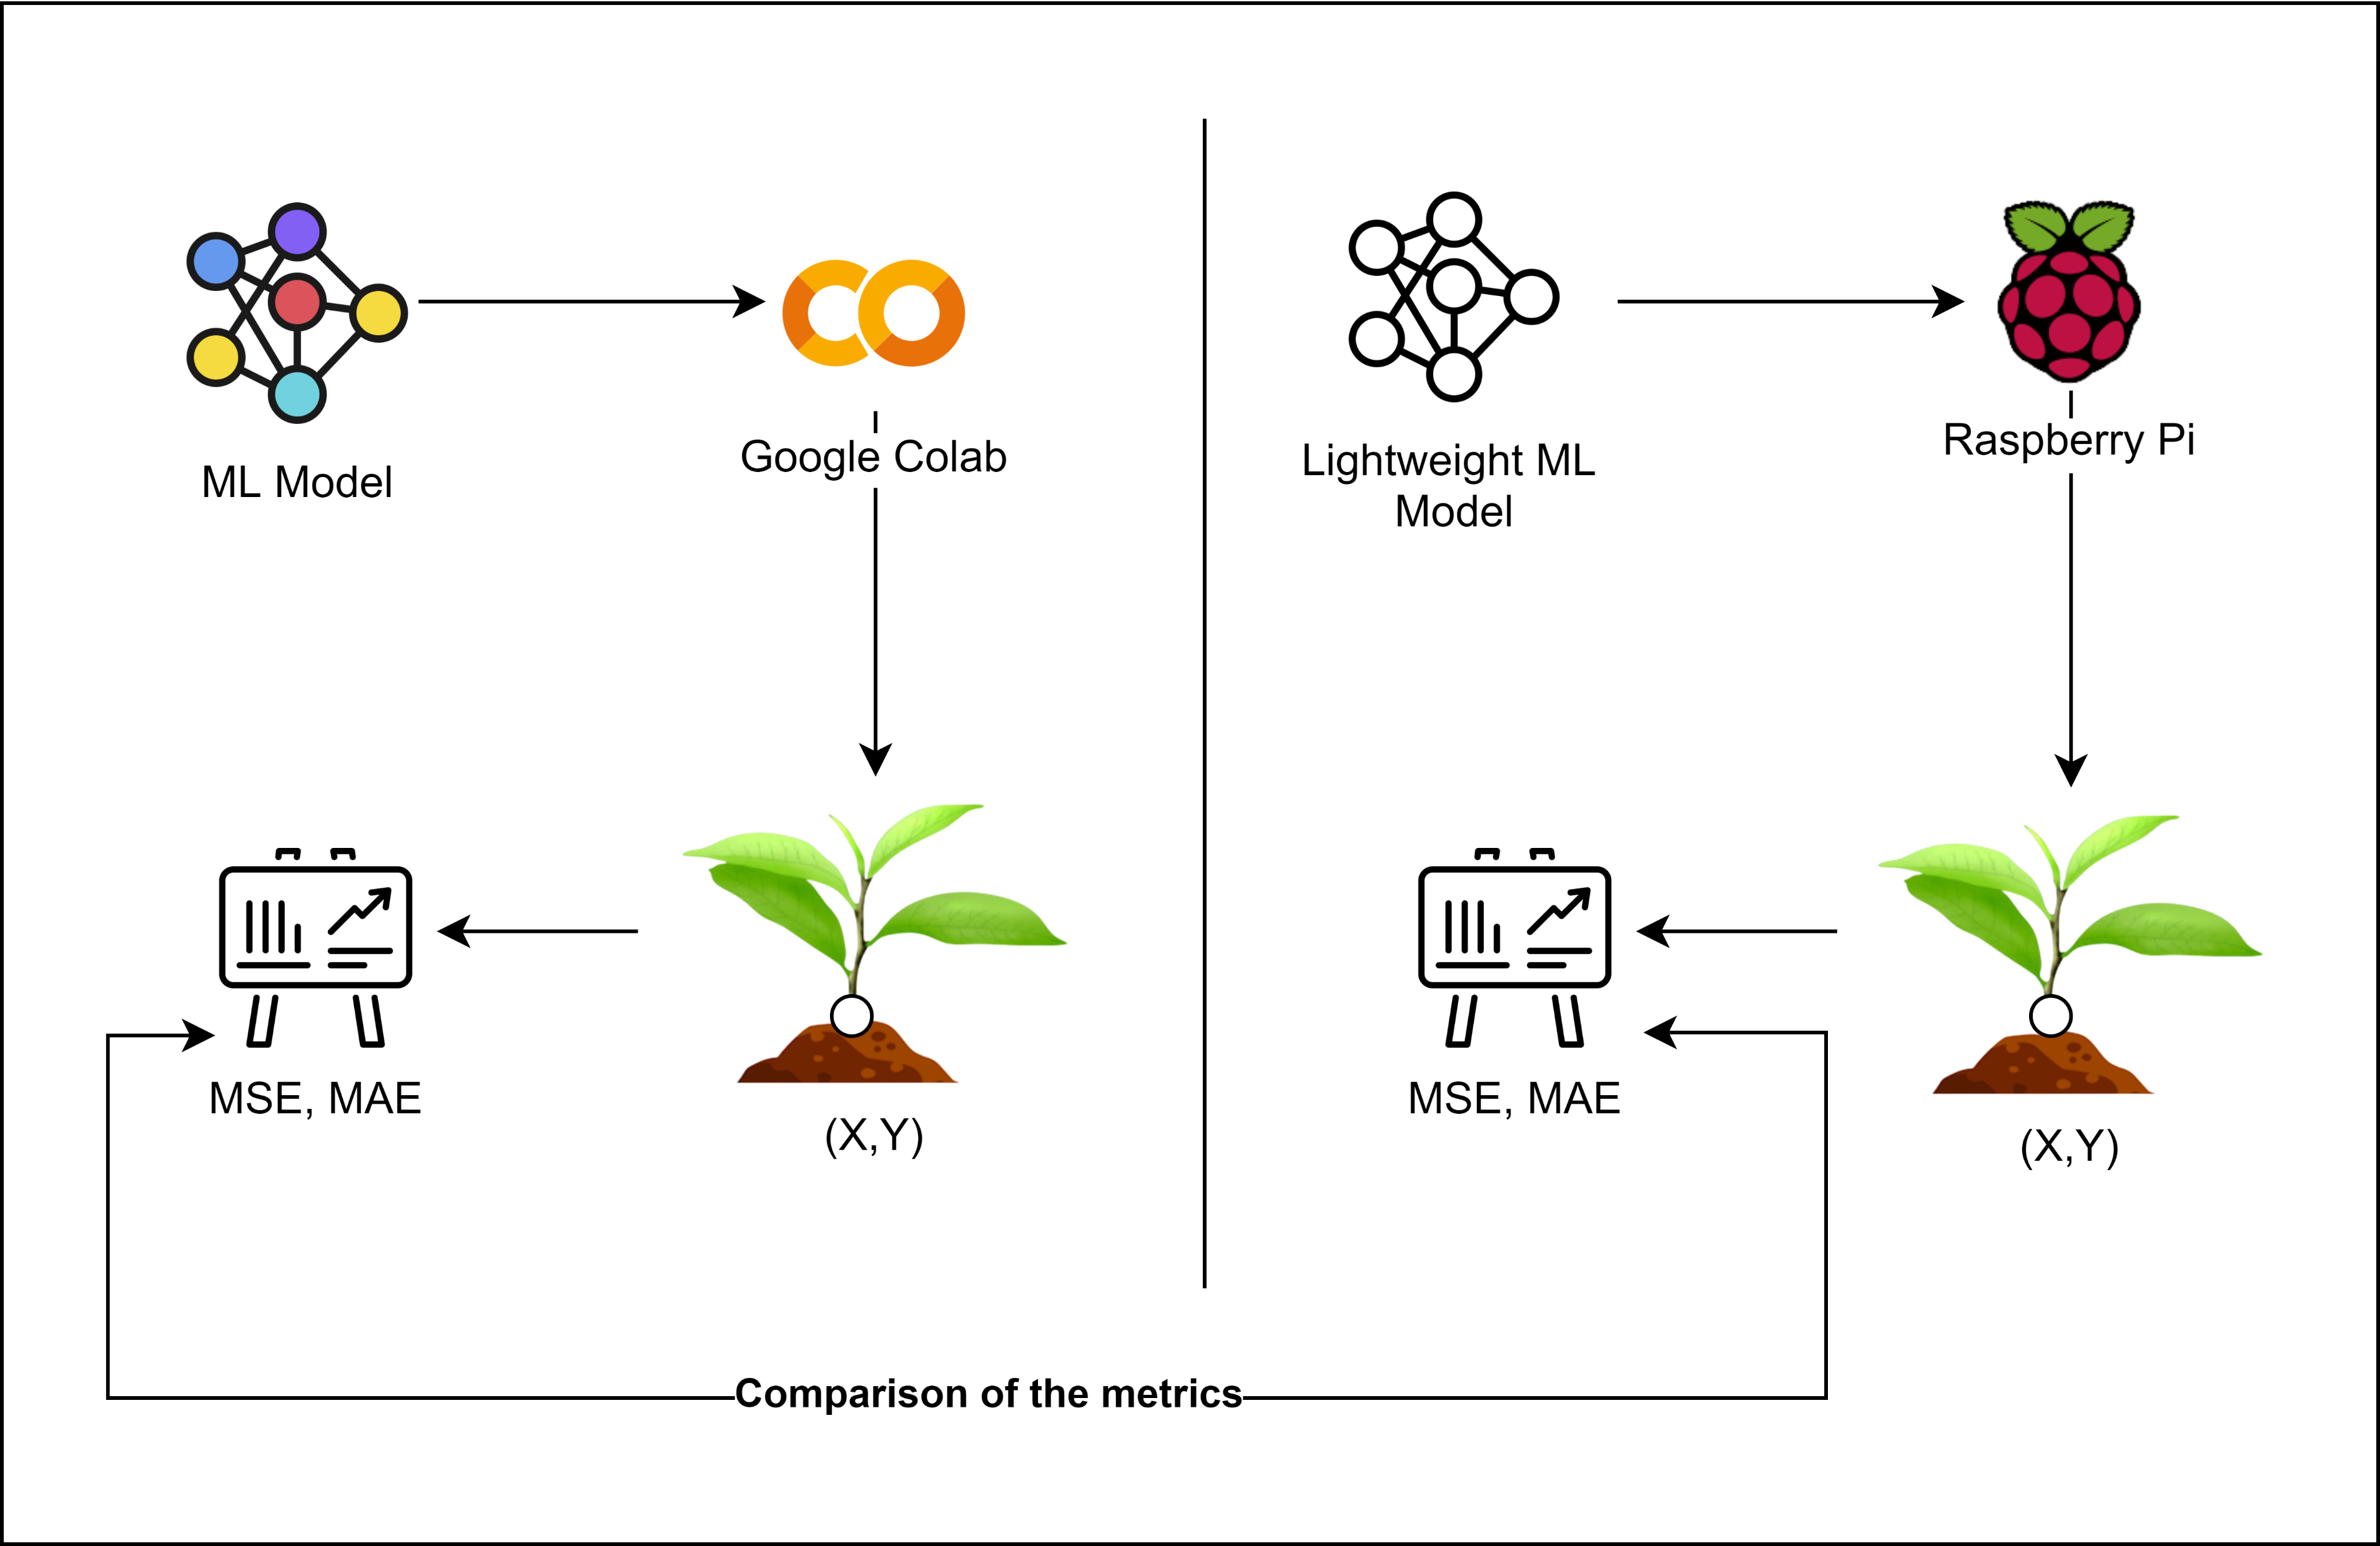 ML Model
Google Colab
MSE, MAE
(X,Y)
Lightweight ML
Model
Raspberry Pi
MSE, MAE
(X,Y)
Comparison of the metrics